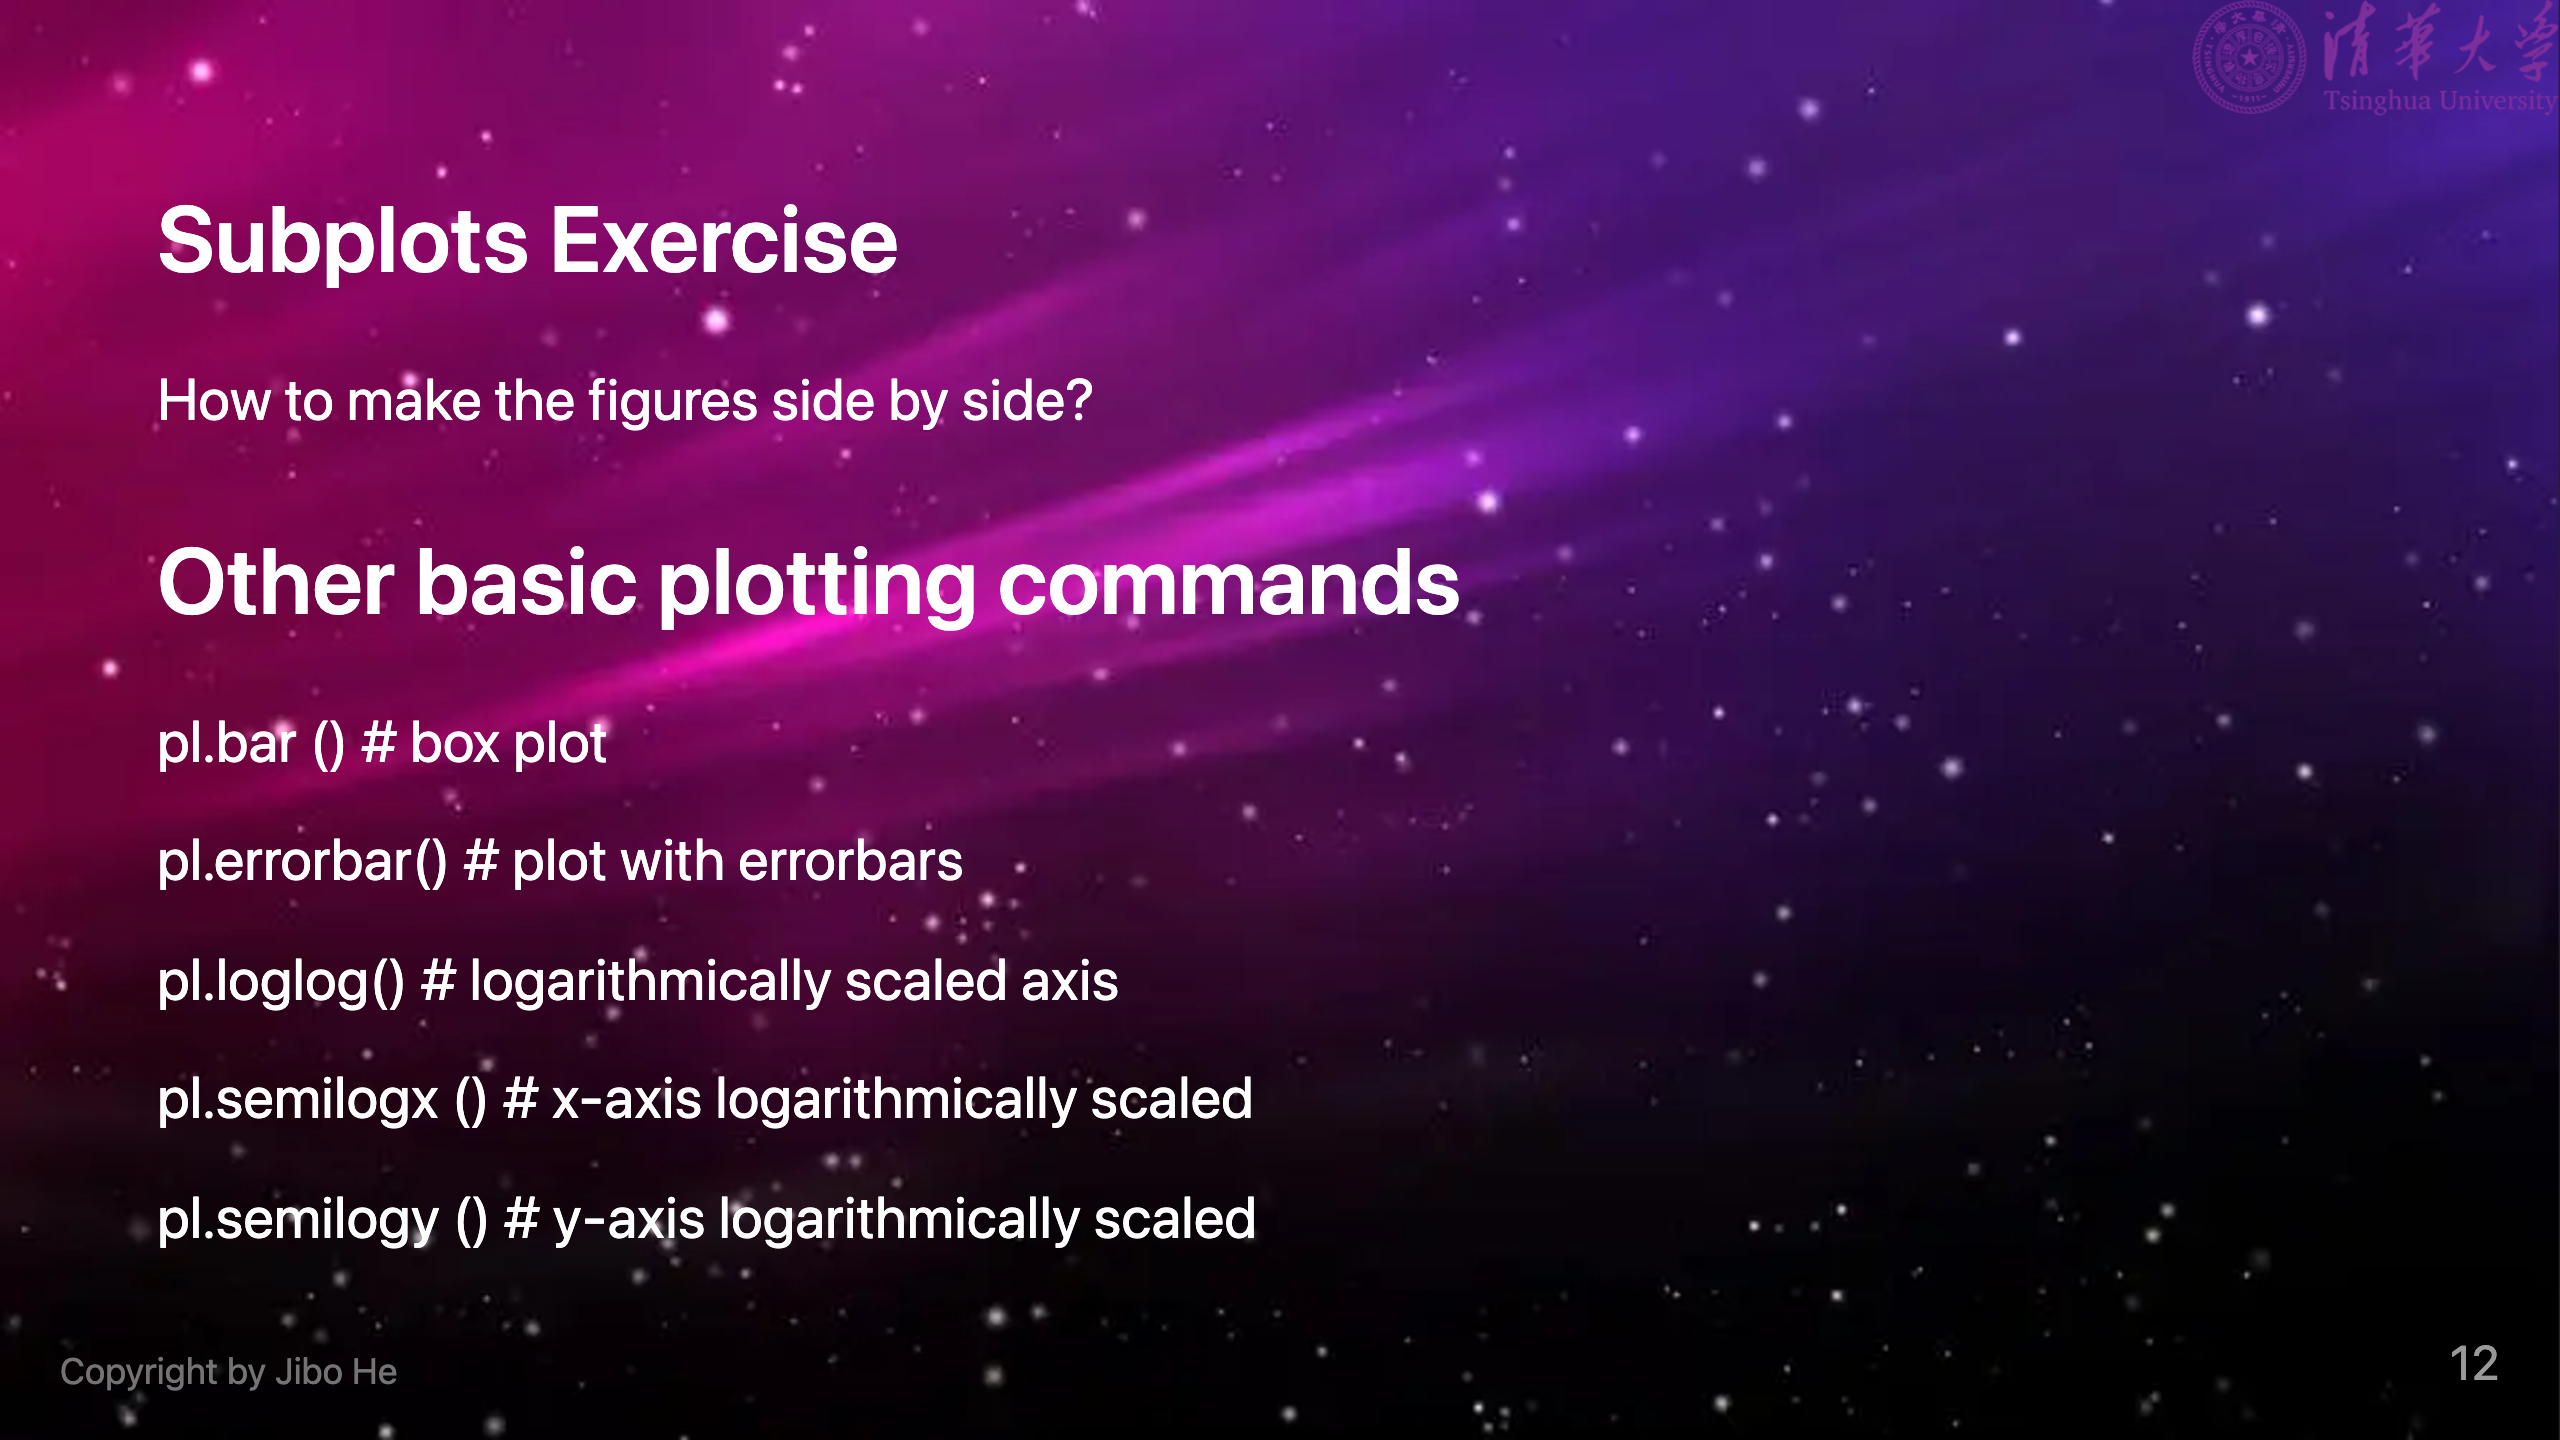 清华大学
Tsinghua University
Subplots Exercise
How to make the figures side by side?
Other basic plotting commands
pl.bar () # box plot
pl.errorbar() # plot with errorbars
pl.loglog() # logarithmically scaled axis
pl.semilogx () # x-axis logarithmically scaled
pl.semilogy () # y-axis logarithmically scaled
Copyright by Jibo He
12